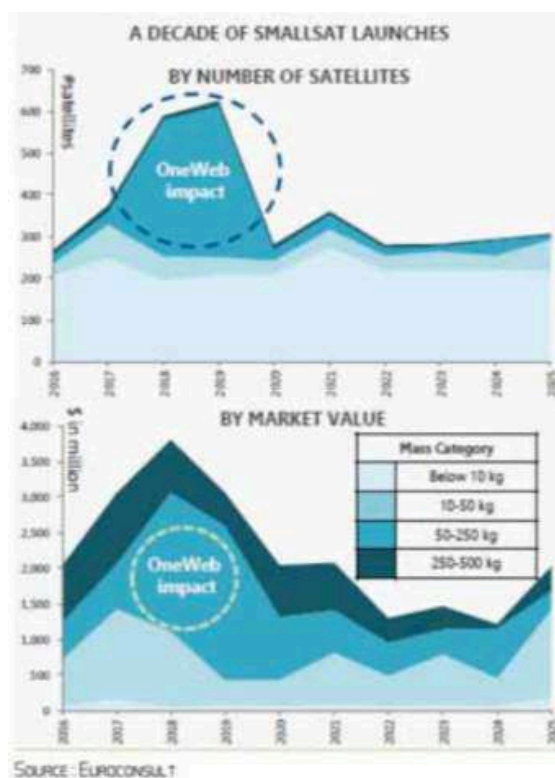 A DECADE OF SMALLSAT LAUNCHES
BY NUMBER OF SATELLITES
#satellites
700
600
500
400
300
200
100
0
OneWeb
impact
2016
2017
2018
2019
2020
2021
2022
2023
2024
2025
BY MARKET VALUE
$ in million
4,000
3,500
3,000
2,500
2,000
1,500
1,000
500
0
OneWeb
impact
Mass Category
Below 10 kg
10-50 kg
50-250 kg
250-500 kg
2016
2017
2018
2019
2020
2021
2022
2023
2024
2025
SOURCE: EUROCONSULT